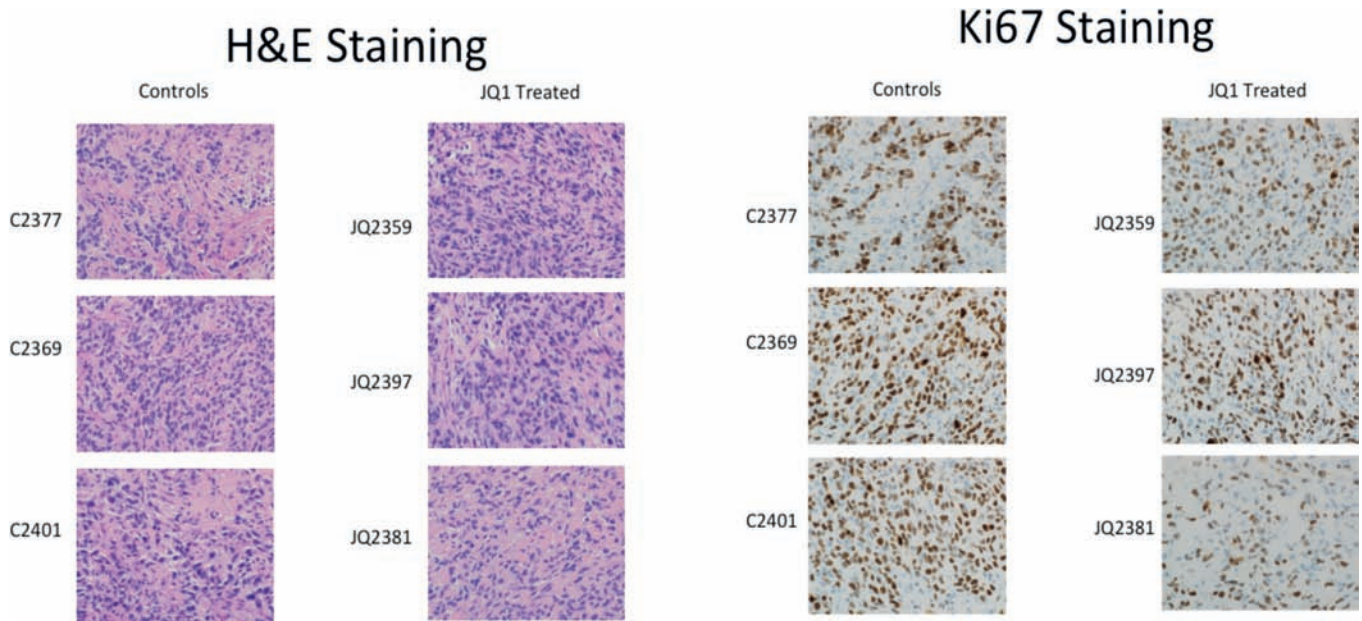 H&E Staining
Controls
JQ1 Treated
C2377
JQ2359
C2369
JQ2397
C2401
JQ2381
Ki67 Staining
Controls
JQ1 Treated
C2377
JQ2359
C2369
JQ2397
C2401
JQ2381